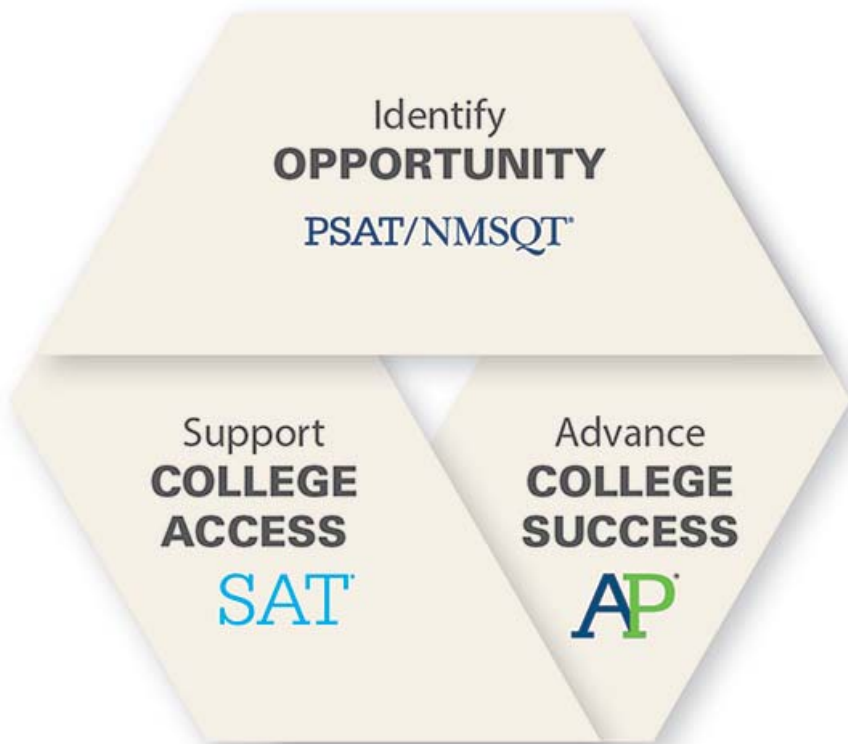 Identify
OPPORTUNITY
PSAT/NMSQT®
Support
COLLEGE
ACCESS
SAT®
Advance
COLLEGE
SUCCESS
AP®